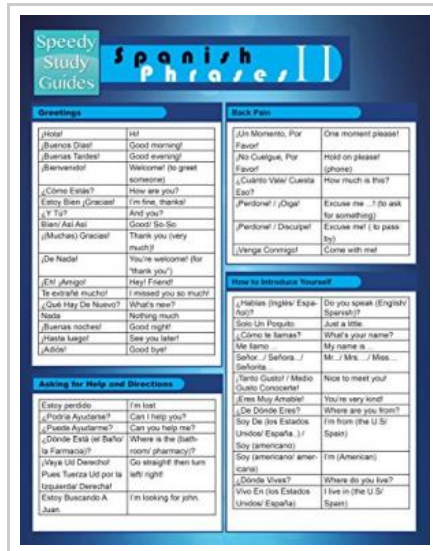 Speedy
Study
Guides
Spanish
Phrases II
Greetings
¡Hola! Hi!
¡Buenos Días! Good morning!
¡Buenas Tardes! Good evening!
¡Bienvenido! Welcome! (to greet
someone)
¿Cómo Estás? How are you?
Estoy Bien ¡Gracias! I'm fine, thanks!
¿Y Tú? And you?
Bien/ Así Así Good/ So-So
¡(Muchas) Gracias! Thank you (very
much)!
¡De Nada! You're welcome! (for
"thank you")
¡Eh! ¡Amigo! Hey! Friend!
Te extrañé mucho! I missed you so much!
¿Qué Hay De Nuevo? What's new?
Nada Nothing much
¡Buenas noches! Good night!
¡Hasta luego! See you later!
¡Adiós! Good bye!
Asking for Help and Directions
Estoy perdido I'm lost
¿Podría Ayudarse? Can I help you?
¿Puede Ayudarme? Can you help me?
¿Dónde Está (el Baño/ Where is the (bath-
la Farmacia)? room/ pharmacy)?
¡Vaya Ud Derecho! Go straight! then turn
Pues Tuerza Ud por la left/ right!
Izquierda/ Derecha!
Estoy Buscando A I'm looking for john.
Juan
Back Pain
¡Un Momento, Por One moment please!
Favor!
¡No Cuelgue, Por Hold on please!
Favor! (phone)
¿Cuánto Vale/ Cuesta How much is this?
Eso?
¡Perdone! / ¡Oiga! Excuse me ...! (to ask
for something)
¡Perdone! / Disculpe! Excuse me! ( to pass
by)
¡Venga Conmigo! Come with me!
How to Introduce Yourself
¿Hablas (Inglés/ Espa- Do you speak (English/
ñol)? Spanish)?
Solo Un Poquito Just a little.
¿Cómo te llamas? What's your name?
Me llamo ... My name is ...
Señor.../ Señora.../ Mr.../ Mrs..../ Miss...
Señorita...
¡Tanto Gusto! / Medio Nice to meet you!
Gusto Conocerte!
¡Eres Muy Amable! You're very kind!
¿De Dónde Eres? Where are you from?
Soy De (los Estados I'm from (the U.S/
Unidos/ España..) / Spain)
Soy (americano)
Soy (americano/ amer- I'm (American)
icana)
¿Dónde Vives? Where do you live?
Vivo En (los Estados I live in (the U.S/
Unidos/ España) Spain)